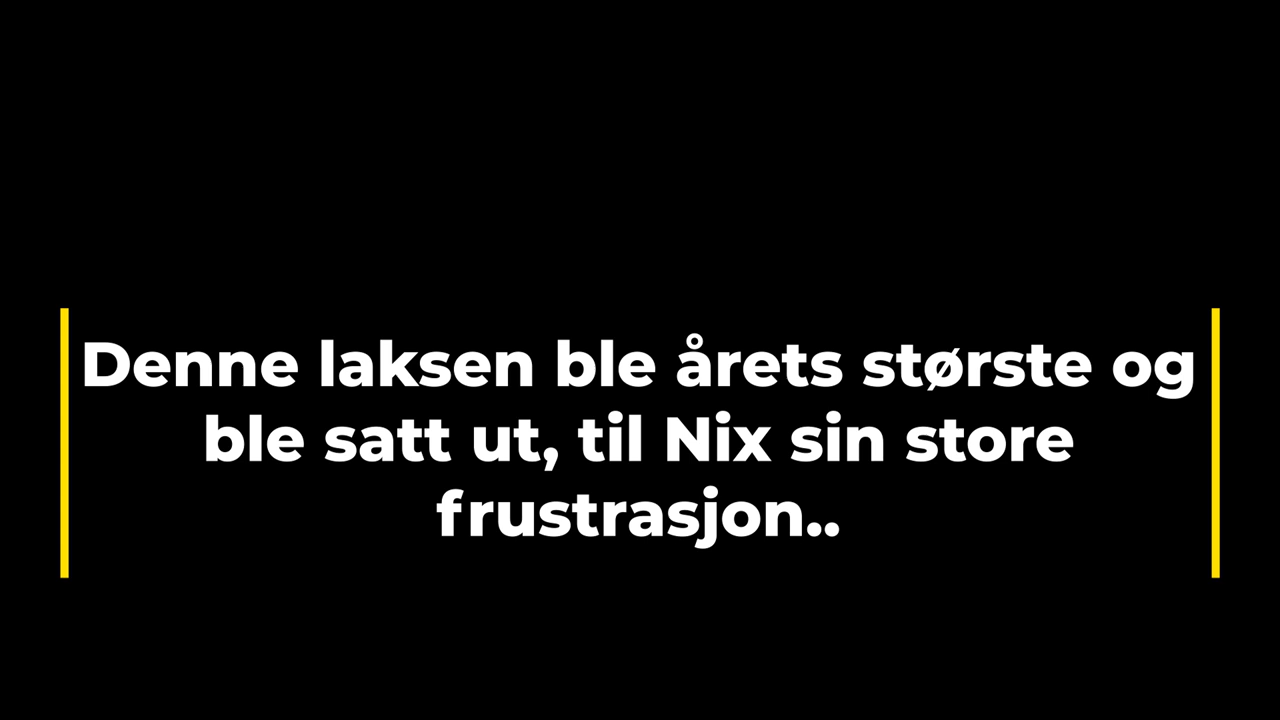 Denne laksen ble årets største og
ble satt ut, til Nix sin store
frustrasjon..